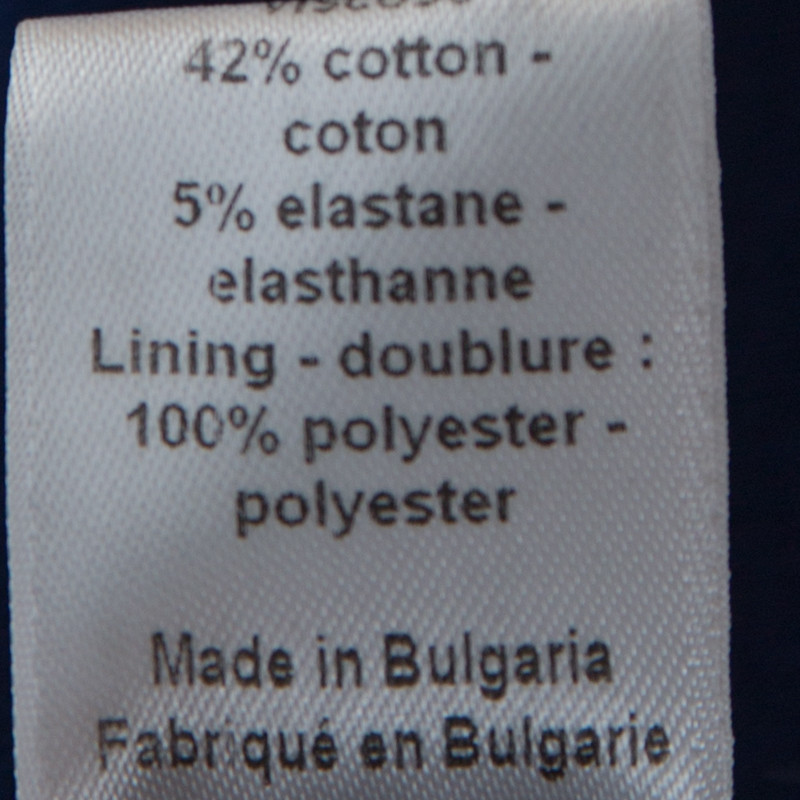 42% cotton -
coton
5% elastane -
elasthanne
Lining - doublure :
100% polyester -
polyester
Made in Bulgaria
Fabriqué en Bulgarie